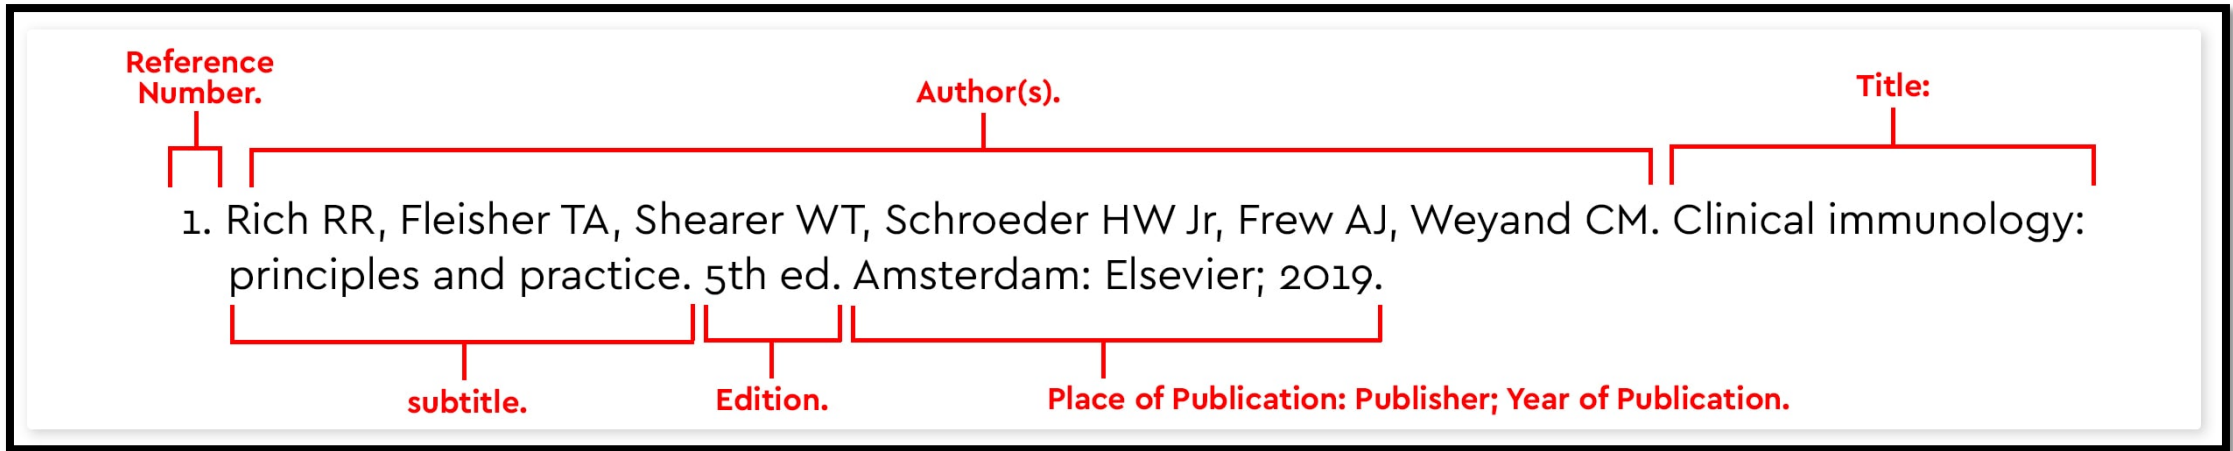 Reference
Number.
Author(s).
Title:
1. Rich RR, Fleisher TA, Shearer WT, Schroeder HW Jr, Frew AJ, Weyand CM. Clinical immunology:
principles and practice. 5th ed. Amsterdam: Elsevier; 2019.
subtitle.
Edition.
Place of Publication: Publisher; Year of Publication.